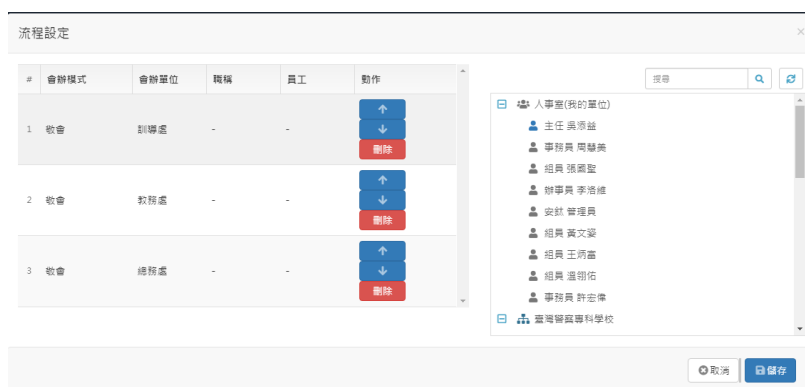 流程設定
×
# 會辦模式 會辦單位 職稱 員工 動作
1 敬會 訓導處 - -
刪除
2 敬會 教務處 - -
刪除
3 敬會 總務處 - -
刪除
搜尋
人事室(我的單位)
主任 吳添益
事務員 周慧美
組員 張國聖
辦事員 李浩維
安欽 管理員
組員 黃文姿
組員 王炳富
組員 溫翎佑
事務員 許宏偉
臺灣警察專科學校
取消 儲存